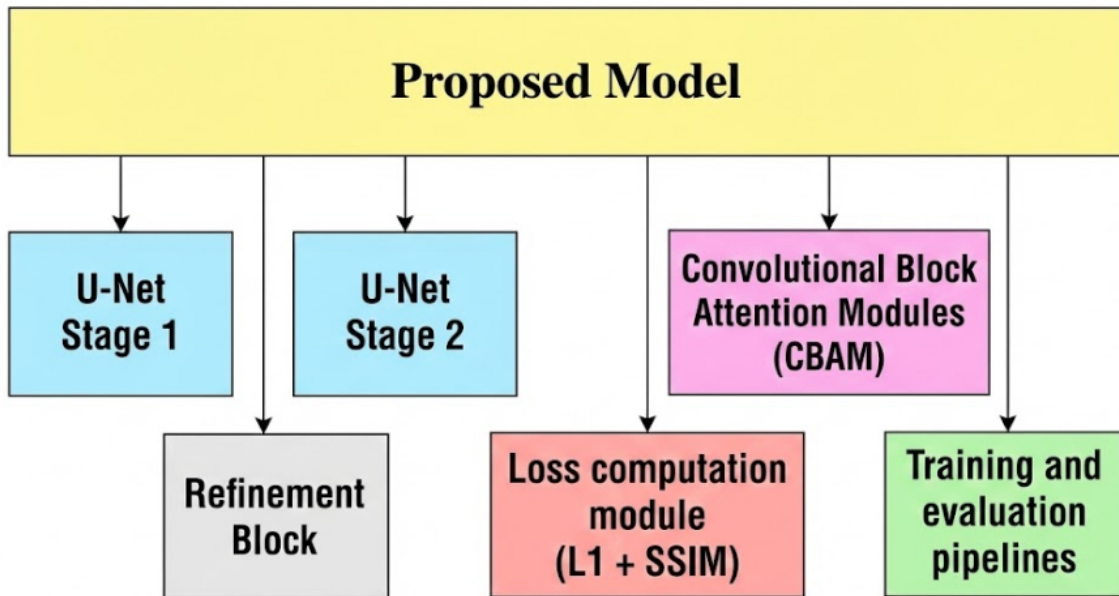 Proposed Model
U-Net
Stage 1
U-Net
Stage 2
Convolutional Block
Attention Modules
(CBAM)
Refinement
Block
Loss computation
module
(L1 + SSIM)
Training and
evaluation
pipelines